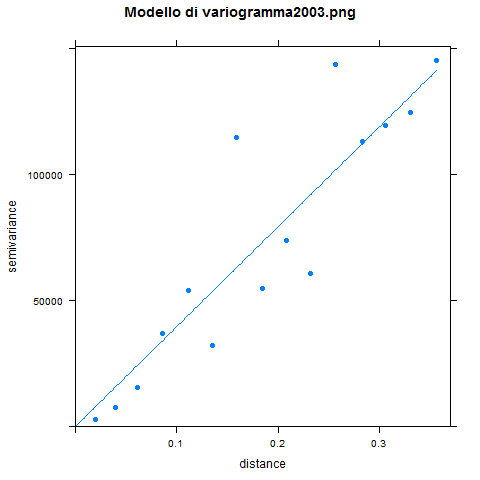 Modello di variogramma2003.png
100000
50000
semivariance
0.1 0.2 0.3
distance